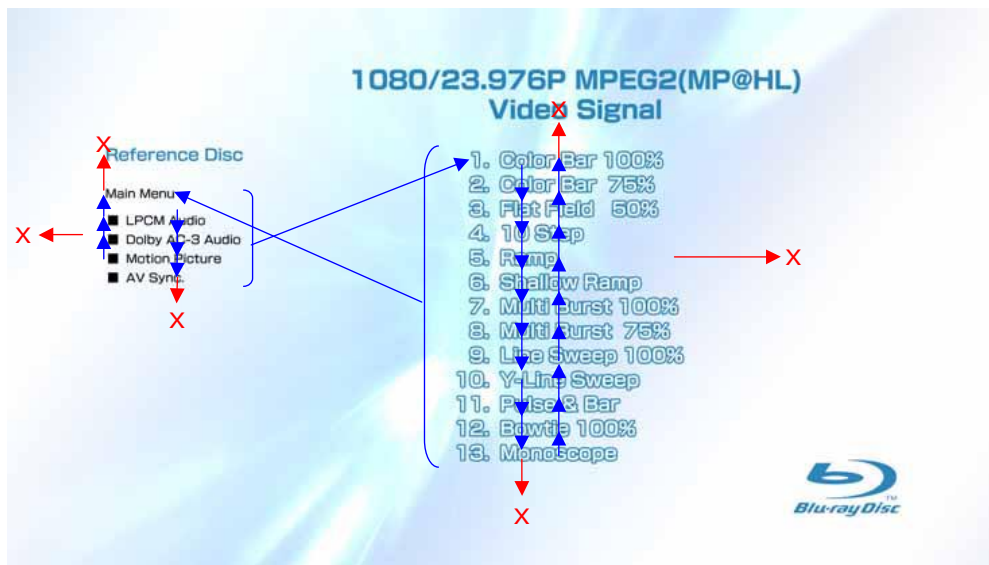 1080/23.976P MPEG2(MP@HL)
Video Signal
X
X
Reference Disc
Main Menu
■ LPCM Audio
■ Dolby AC-3 Audio
■ Motion Picture
■ AV Sync.
X
X
1. Color Bar 100%
2. Color Bar 75%
3. Flat Field 50%
4. 10 Step
5. Ramp
6. Shallow Ramp
7. Multi Burst 100%
8. Multi Burst 75%
9. Line Sweep 100%
10. Y-Line Sweep
11. Pulse & Bar
12. Bowtie 100%
13. Monoscope
X
X
Blu-ray Disc
TM